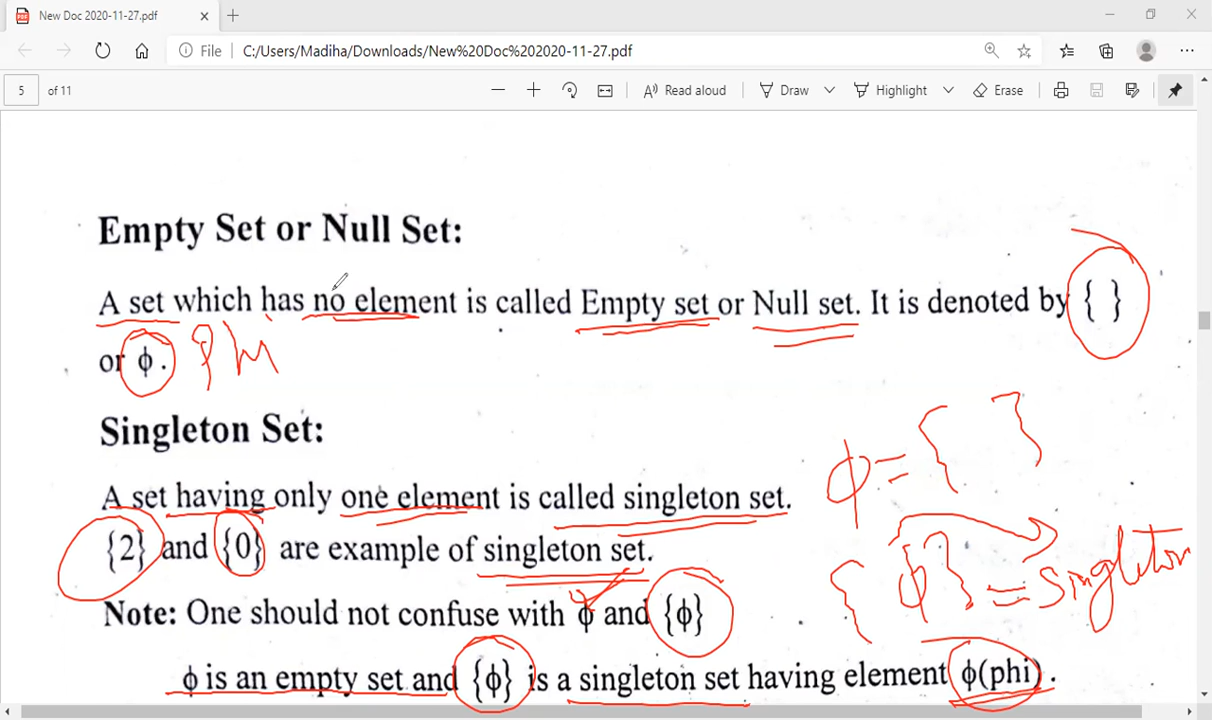 New Doc 2020-11-27.pdf
File C:/Users/Madiha/Downloads/New%20Doc%202020-11-27.pdf
5 of 11 Read aloud Draw Highlight Erase
Empty Set or Null Set:
A set which has no element is called Empty set or Null set. It is denoted by { }
or ϕ. Phi
Singleton Set:
ϕ = { }
A set having only one element is called singleton set.
{2} and {0} are example of singleton set.
{ϕ} = Singleton
Note: One should not confuse with ϕ and {ϕ}
ϕ is an empty set and {ϕ} is a singleton set having element ϕ(phi).